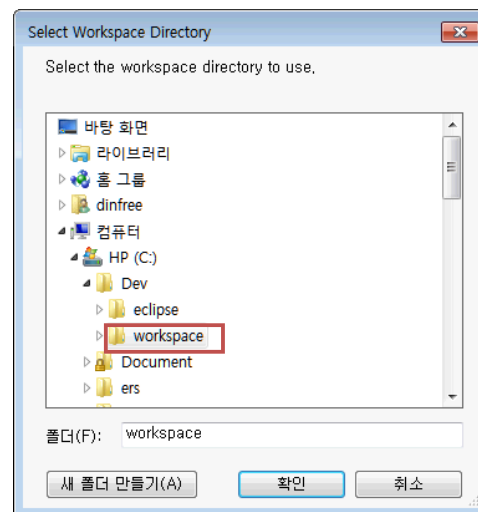 Select Workspace Directory
Select the workspace directory to use,
바탕 화면
라이브러리
홈 그룹
dinfree
컴퓨터
HP (C:)
Dev
eclipse
workspace
Document
ers
폴더(F): workspace
새 폴더 만들기(A) 확인 취소